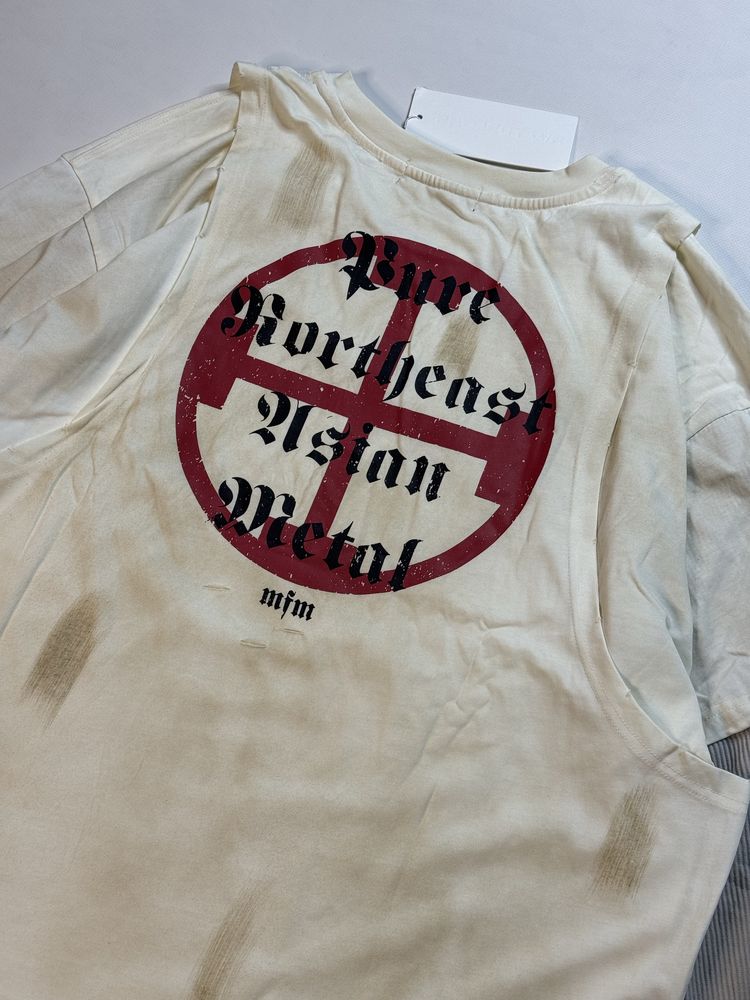 Pure
Northeast
Asian
Metal
mfm